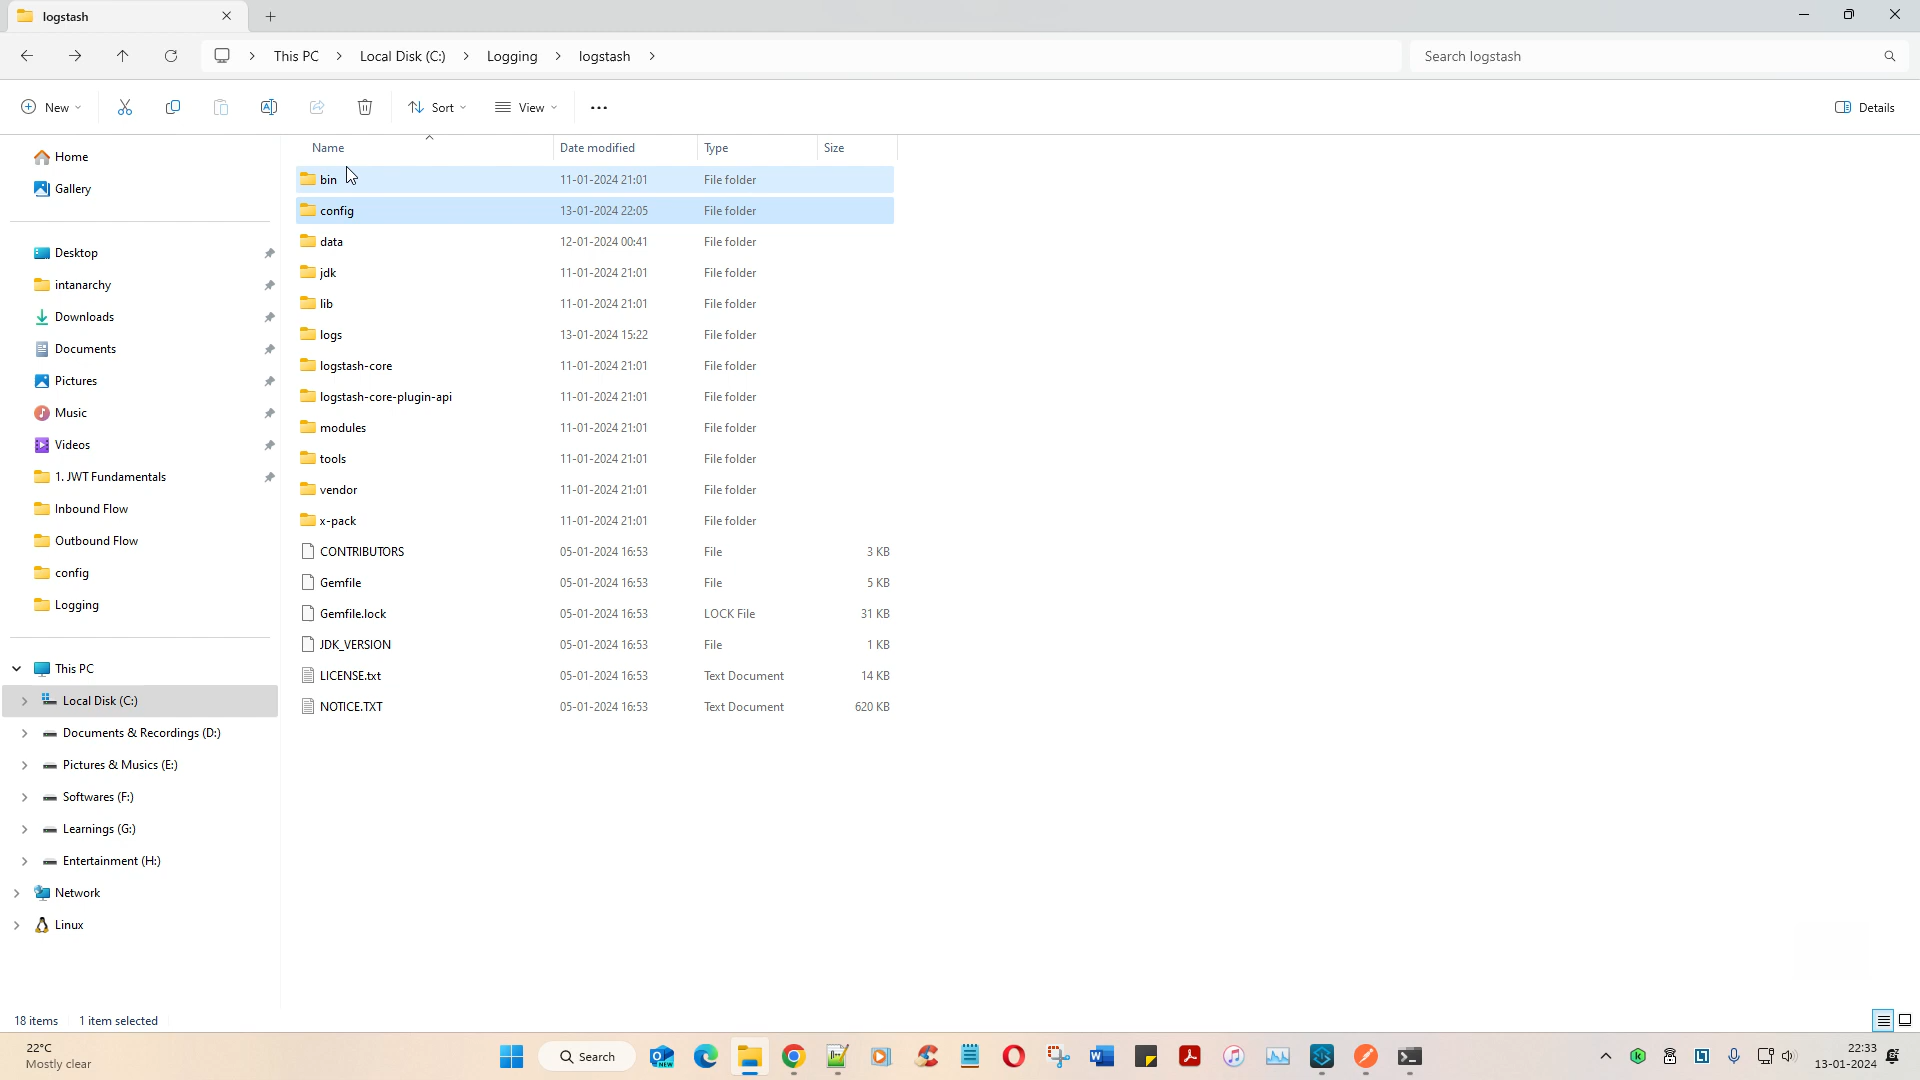 logstash
This PC
Local Disk (C:)
Logging
logstash
Search logstash
New
Sort
View
Details
Name
Date modified
Type
Size
Home
Gallery
Desktop
intanarchy
Downloads
Documents
Pictures
Music
Videos
1. JWT Fundamentals
Inbound Flow
Outbound Flow
config
Logging
This PC
Local Disk (C:)
Documents & Recordings (D:)
Pictures & Musics (E:)
Softwares (F:)
Learnings (G:)
Entertainment (H:)
Network
Linux
bin 11-01-2024 21:01 File folder
config 13-01-2024 22:05 File folder
data 12-01-2024 00:41 File folder
jdk 11-01-2024 21:01 File folder
lib 11-01-2024 21:01 File folder
logs 13-01-2024 15:22 File folder
logstash-core 11-01-2024 21:01 File folder
logstash-core-plugin-api 11-01-2024 21:01 File folder
modules 11-01-2024 21:01 File folder
tools 11-01-2024 21:01 File folder
vendor 11-01-2024 21:01 File folder
x-pack 11-01-2024 21:01 File folder
CONTRIBUTORS 05-01-2024 16:53 File 3 KB
Gemfile 05-01-2024 16:53 File 5 KB
Gemfile.lock 05-01-2024 16:53 LOCK File 31 KB
JDK_VERSION 05-01-2024 16:53 File 1 KB
LICENSE.txt 05-01-2024 16:53 Text Document 14 KB
NOTICE.TXT 05-01-2024 16:53 Text Document 620 KB
18 items 1 item selected
22°C
Mostly clear
Search
22:33
13-01-2024